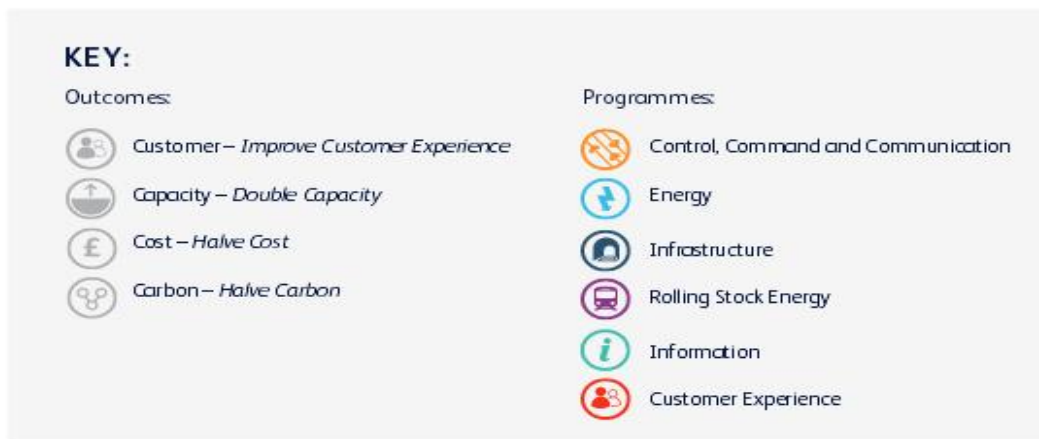 KEY:
Outcomes:
Customer – Improve Customer Experience
Capacity – Double Capacity
£
Cost – Halve Cost
Carbon – Halve Carbon
Programmes:
Control, Command and Communication
Energy
Infrastructure
Rolling Stock Energy
i
Information
Customer Experience